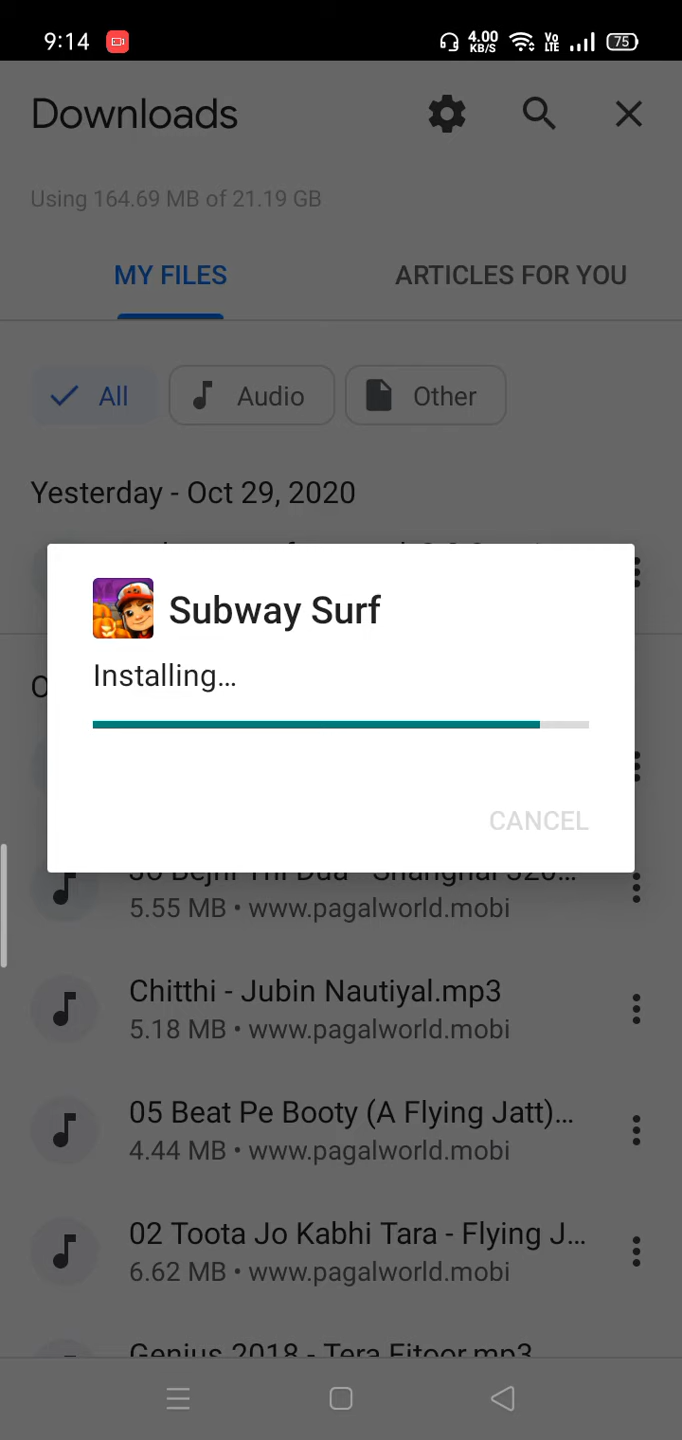 9:14
4.00
KB/S
Vo
LTE
75
Downloads
Using 164.69 MB of 21.19 GB
MY FILES
ARTICLES FOR YOU
All
Audio
Other
Yesterday - Oct 29, 2020
Subway Surf
Installing...
CANCEL
5.55 MB • www.pagalworld.mobi
Chitthi - Jubin Nautiyal.mp3
5.18 MB • www.pagalworld.mobi
05 Beat Pe Booty (A Flying Jatt)...
4.44 MB • www.pagalworld.mobi
02 Toota Jo Kabhi Tara - Flying J...
6.62 MB • www.pagalworld.mobi
Genius 2018 - Tera Fitoor.mp3